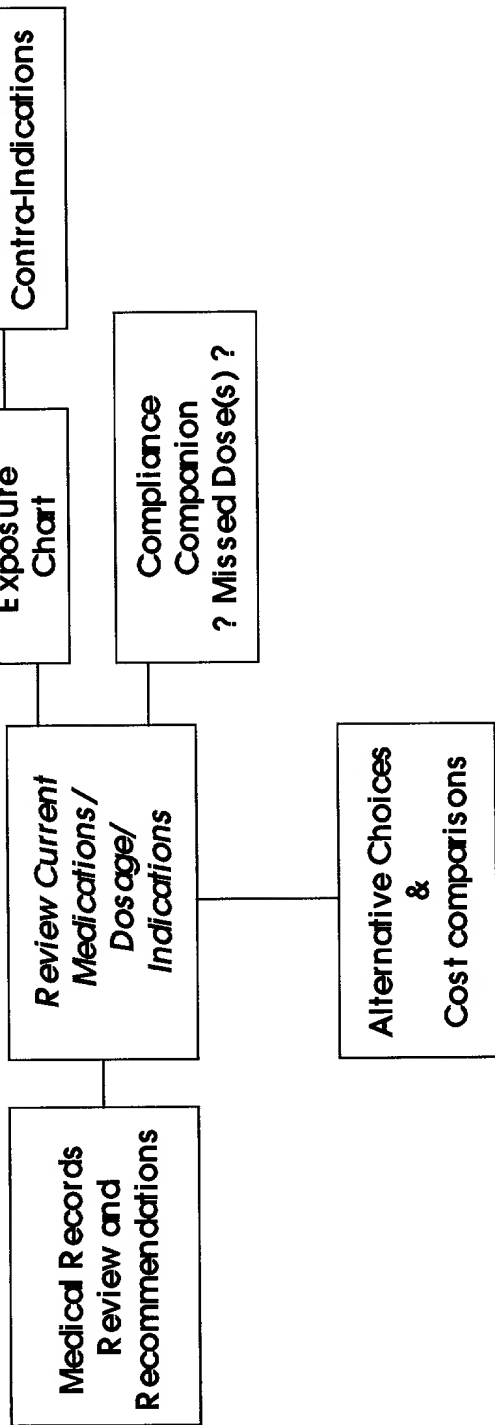 Medical Records
Review and
Recommendations
Review Current
Medications/
Dosage/
Indications
Exposure
Chart
Contra-Indications
Compliance
Companion
? Missed Dose(s) ?
Alternative Choices
&
Cost comparisons